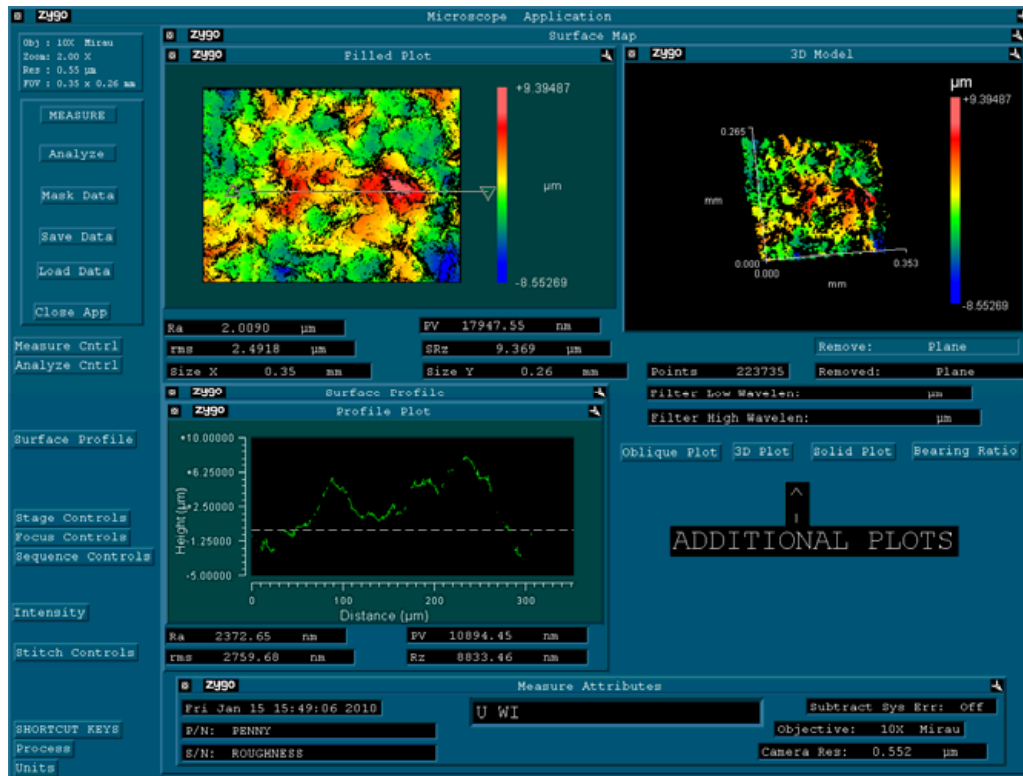 zygo Microscope Application
Obj : 10X Mirau
Zoom: 2.00 X
Res : 0.55 µm
FOV : 0.35 x 0.26 mm
MEASURE
Analyze
Mask Data
Save Data
Load Data
Close App
Measure Cntrl
Analyze Cntrl
Surface Profile
Stage Controls
Focus Controls
Sequence Controls
Intensity
Stitch Controls
SHORTCUT KEYS
Process
Units
zygo Surface Map
zygo Filled Plot
+9.39487
µm
-8.55269
zygo 3D Model
µm
+9.39487
0.265
mm
0.000
0.000
0.353
mm
-8.55269
Ra 2.0090 µm
PV 17947.55 nm
rms 2.4918 µm
SRz 9.369 µm
Size X 0.35 mm
Size Y 0.26 mm
Remove: Plane
Points 223735
Removed: Plane
Filter Low Wavelen: µm
Filter High Wavelen: µm
Oblique Plot
3D Plot
Solid Plot
Bearing Ratio
^
|
ADDITIONAL PLOTS
zygo Surface Profile
zygo Profile Plot
+10.00000
+6.25000
+2.50000
-1.25000
-5.00000
Height (µm)
0 100 200 300
Distance (µm)
Ra 2372.65 nm
PV 10894.45 nm
rms 2759.68 nm
Rz 8833.46 nm
zygo Measure Attributes
Fri Jan 15 15:49:06 2010
U WI
Subtract Sys Err: Off
P/N: PENNY
Objective: 10X Mirau
S/N: ROUGHNESS
Camera Res: 0.552 µm